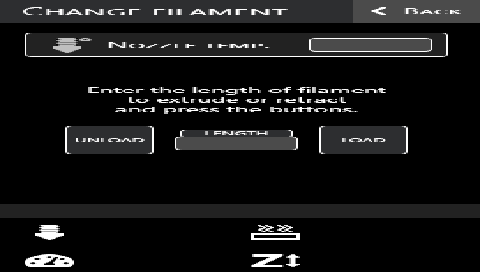 Change filament
Back
Nozzle temp.
Enter the length of filament
to extrude or retract
and press the buttons.
LENGTH
UNLOAD
LOAD
Z